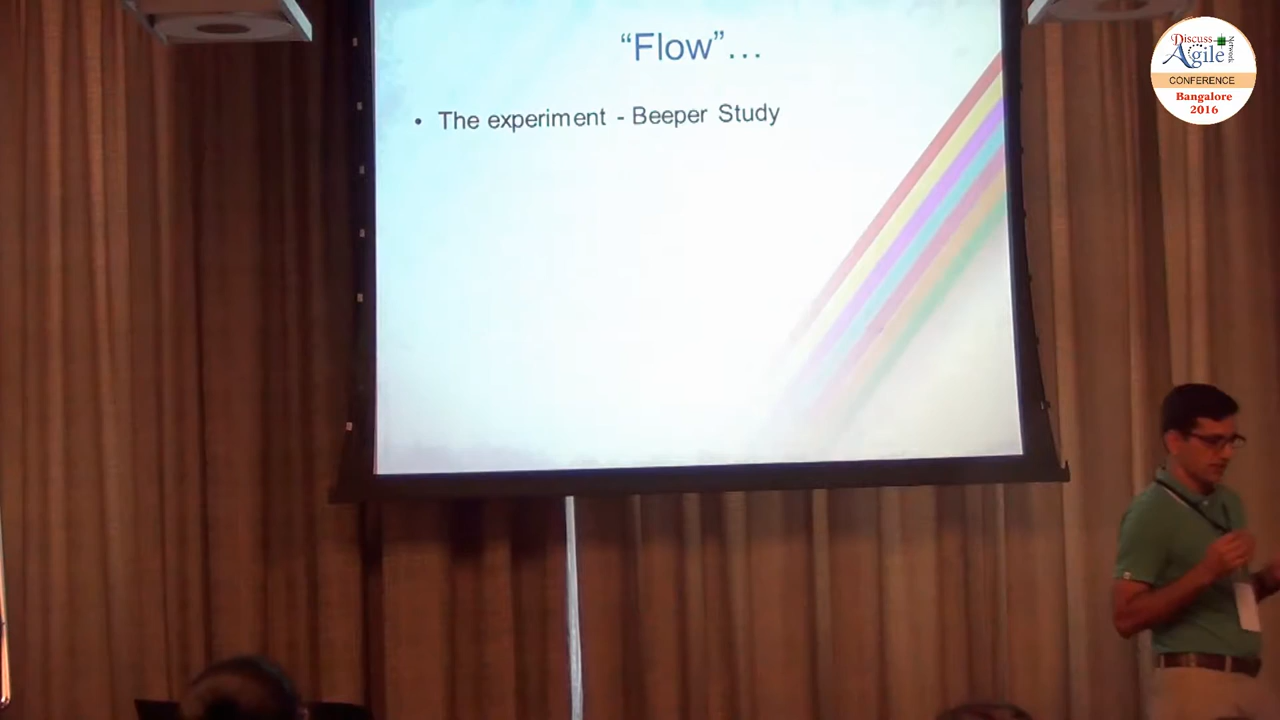 “Flow”...
• The experiment - Beeper Study
Discuss
Agile
Network
CONFERENCE
Bangalore
2016